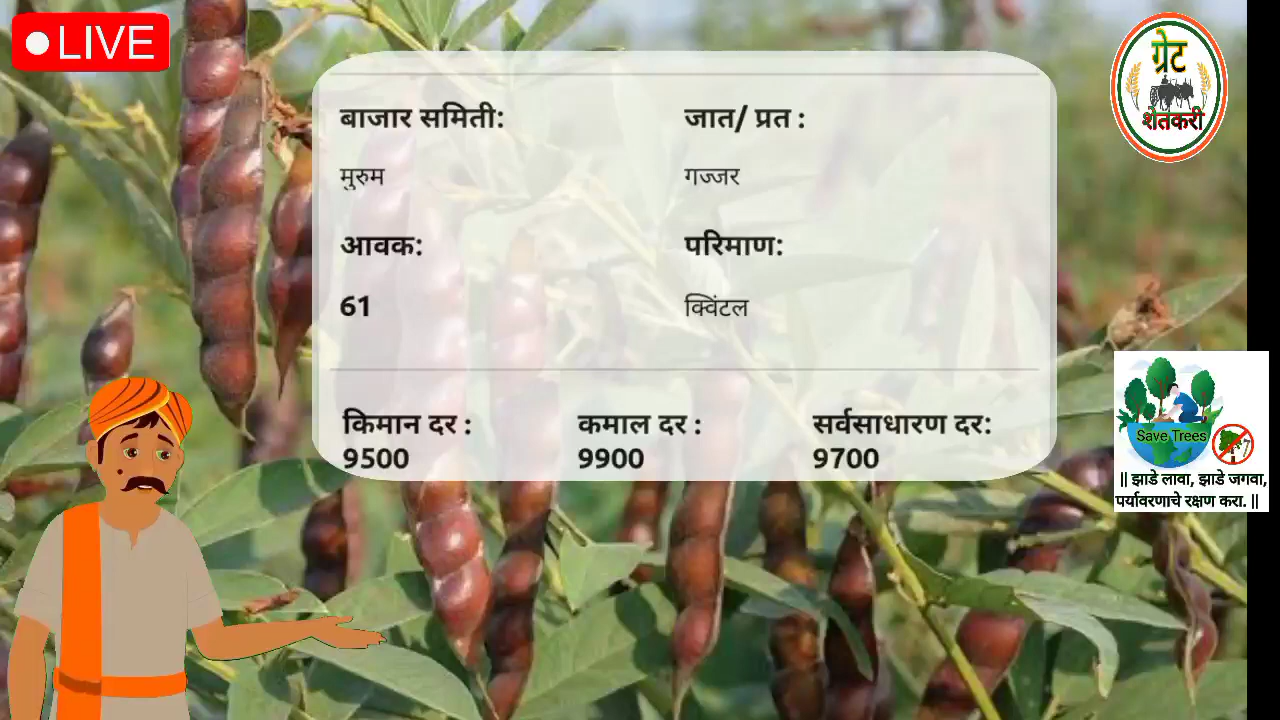 LIVE
ग्रेट
शेतकरी
बाजार समिती:
जात/ प्रत :
मुरुम
गज्जर
आवक:
परिमाण:
61
क्विंटल
किमान दर :
कमाल दर :
सर्वसाधारण दर:
9500
9900
9700
Save Trees
|| झाडे लावा, झाडे जगवा,
पर्यावरणाचे रक्षण करा. ||